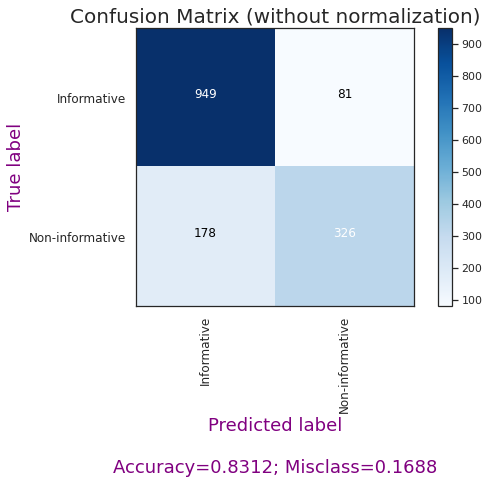 Confusion Matrix (without normalization)
True label
Informative
949
81
Non-informative
178
326
900
800
700
600
500
400
300
200
100
Informative
Non-informative
Predicted label
Accuracy=0.8312; Misclass=0.1688